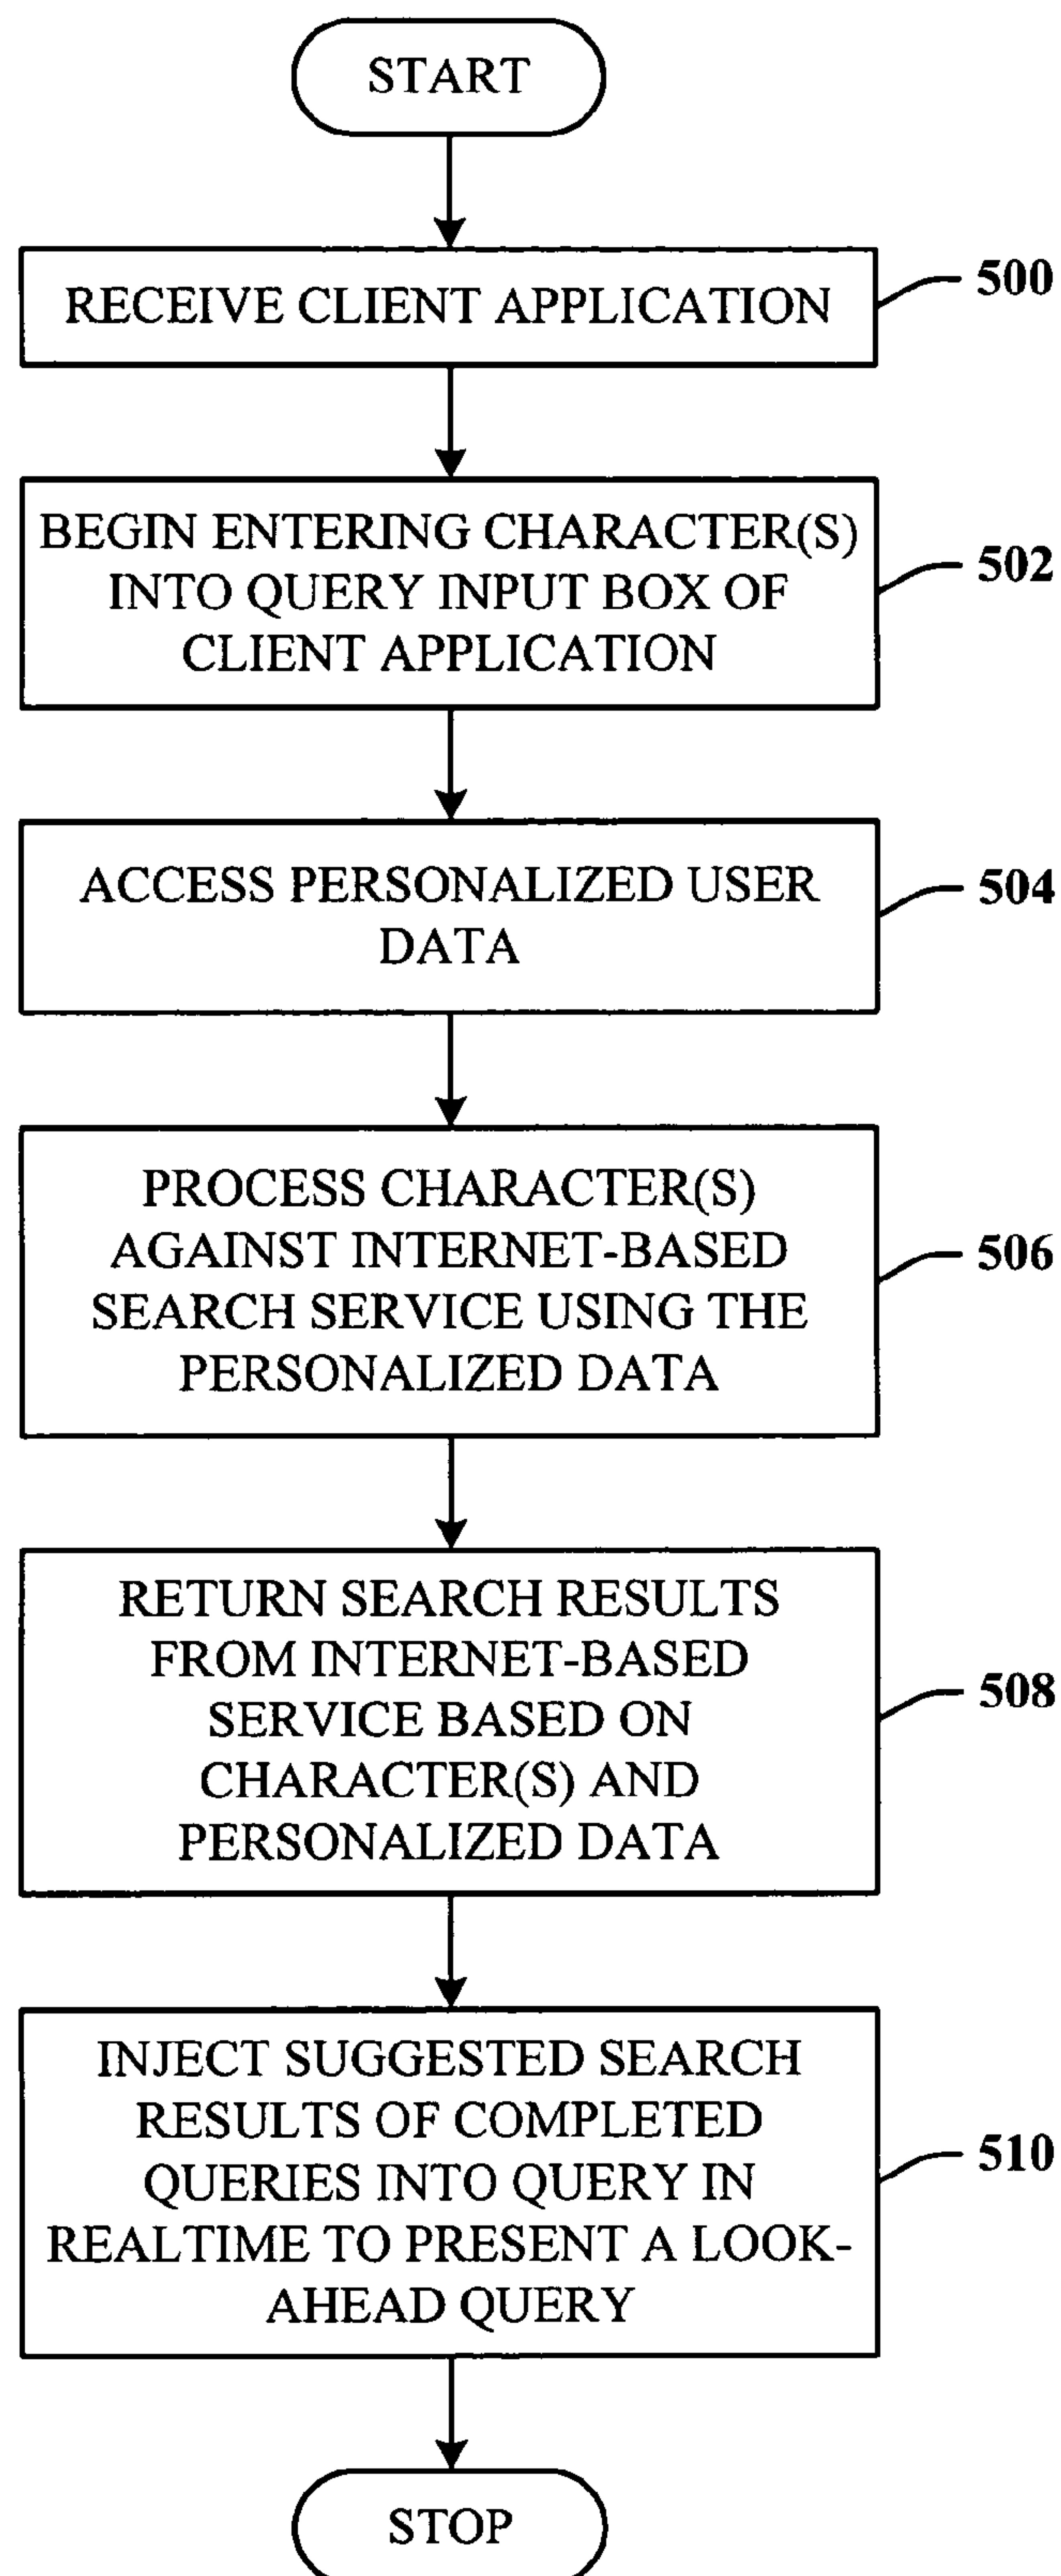 START
RECEIVE CLIENT APPLICATION
500
BEGIN ENTERING CHARACTER(S)
INTO QUERY INPUT BOX OF
CLIENT APPLICATION
502
ACCESS PERSONALIZED USER
DATA
504
PROCESS CHARACTER(S)
AGAINST INTERNET-BASED
SEARCH SERVICE USING THE
PERSONALIZED DATA
506
RETURN SEARCH RESULTS
FROM INTERNET-BASED
SERVICE BASED ON
CHARACTER(S) AND
PERSONALIZED DATA
508
INJECT SUGGESTED SEARCH
RESULTS OF COMPLETED
QUERIES INTO QUERY IN
REALTIME TO PRESENT A LOOK-
AHEAD QUERY
510
STOP